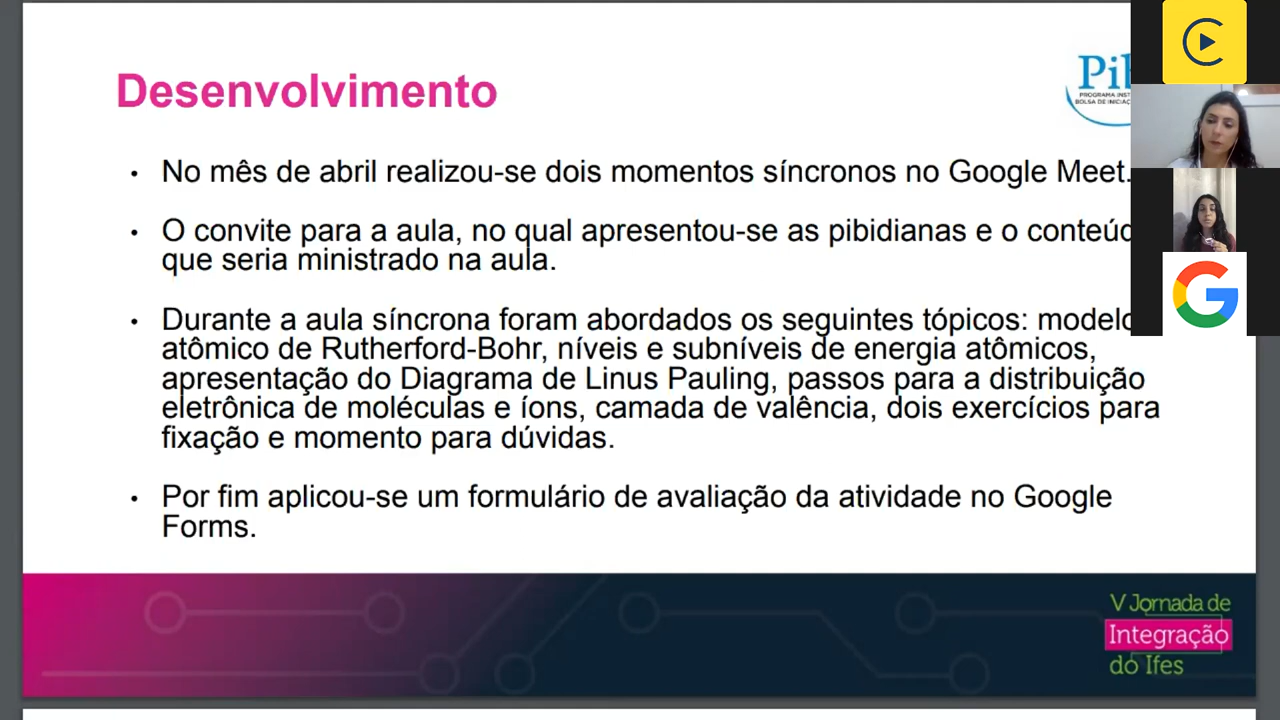 Desenvolvimento
No mês de abril realizou-se dois momentos síncronos no Google Meet.
O convite para a aula, no qual apresentou-se as pibidianas e o
que seria ministrado na aula.
Durante a aula síncrona foram abordados os seguintes tópicos:
atômico de Rutherford-Bohr, níveis e subníveis de energia atômicos,
apresentação do Diagrama de Linus Pauling, passos para a distribuição
eletrônica de moléculas e íons, camada de valência, dois exercícios para
fixação e momento para dúvidas.
Por fim aplicou-se um formulário de avaliação da atividade no Google
Forms.
PROGRAMA
BOLSA DE
V Jornada de
Integração
do Ifes